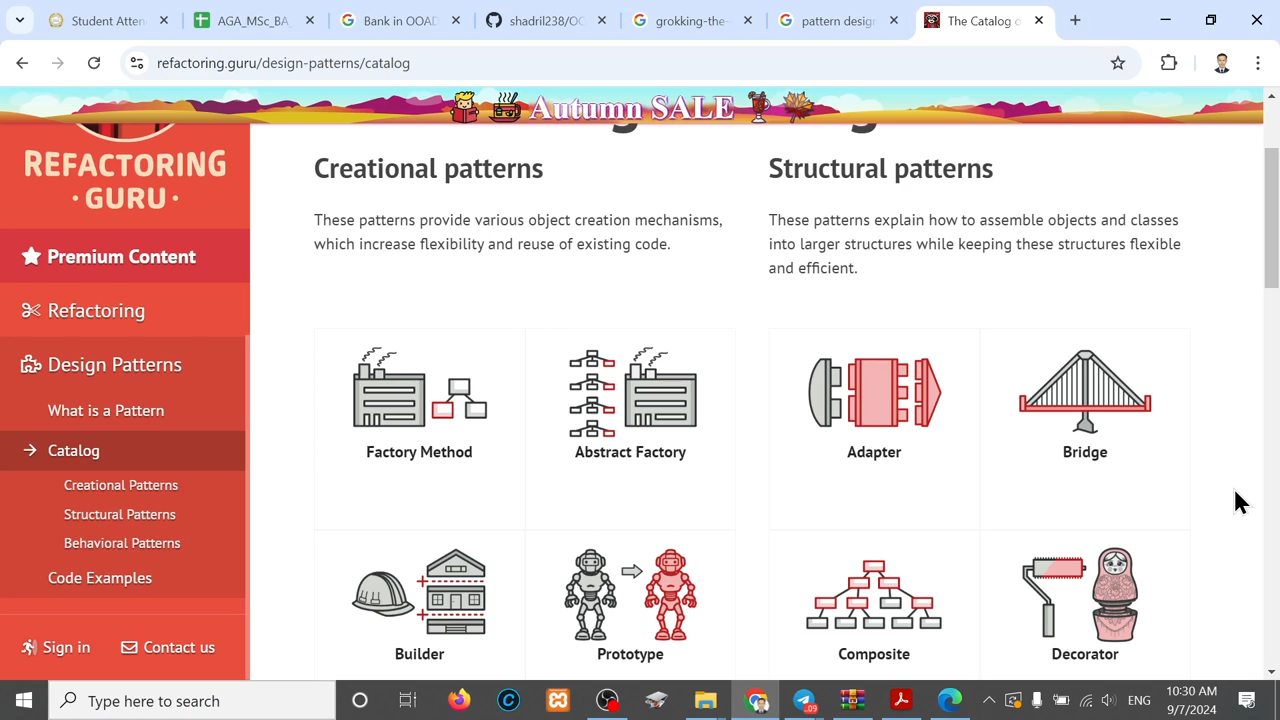 Student Atten
AGA_MSc_BA_
Bank in OOAD
shadril238/OO
grokking-the-
pattern desig
The Catalog o
refactoring.guru/design-patterns/catalog
Autumn SALE
REFACTORING
· GURU ·
Premium Content
Refactoring
Design Patterns
What is a Pattern
Catalog
Creational Patterns
Structural Patterns
Behavioral Patterns
Code Examples
Sign in
Contact us
Creational patterns
These patterns provide various object creation mechanisms,
which increase flexibility and reuse of existing code.
Factory Method
Abstract Factory
Builder
Prototype
Structural patterns
These patterns explain how to assemble objects and classes
into larger structures while keeping these structures flexible
and efficient.
Adapter
Bridge
Composite
Decorator
Type here to search
.09
ENG
10:30 AM
9/7/2024